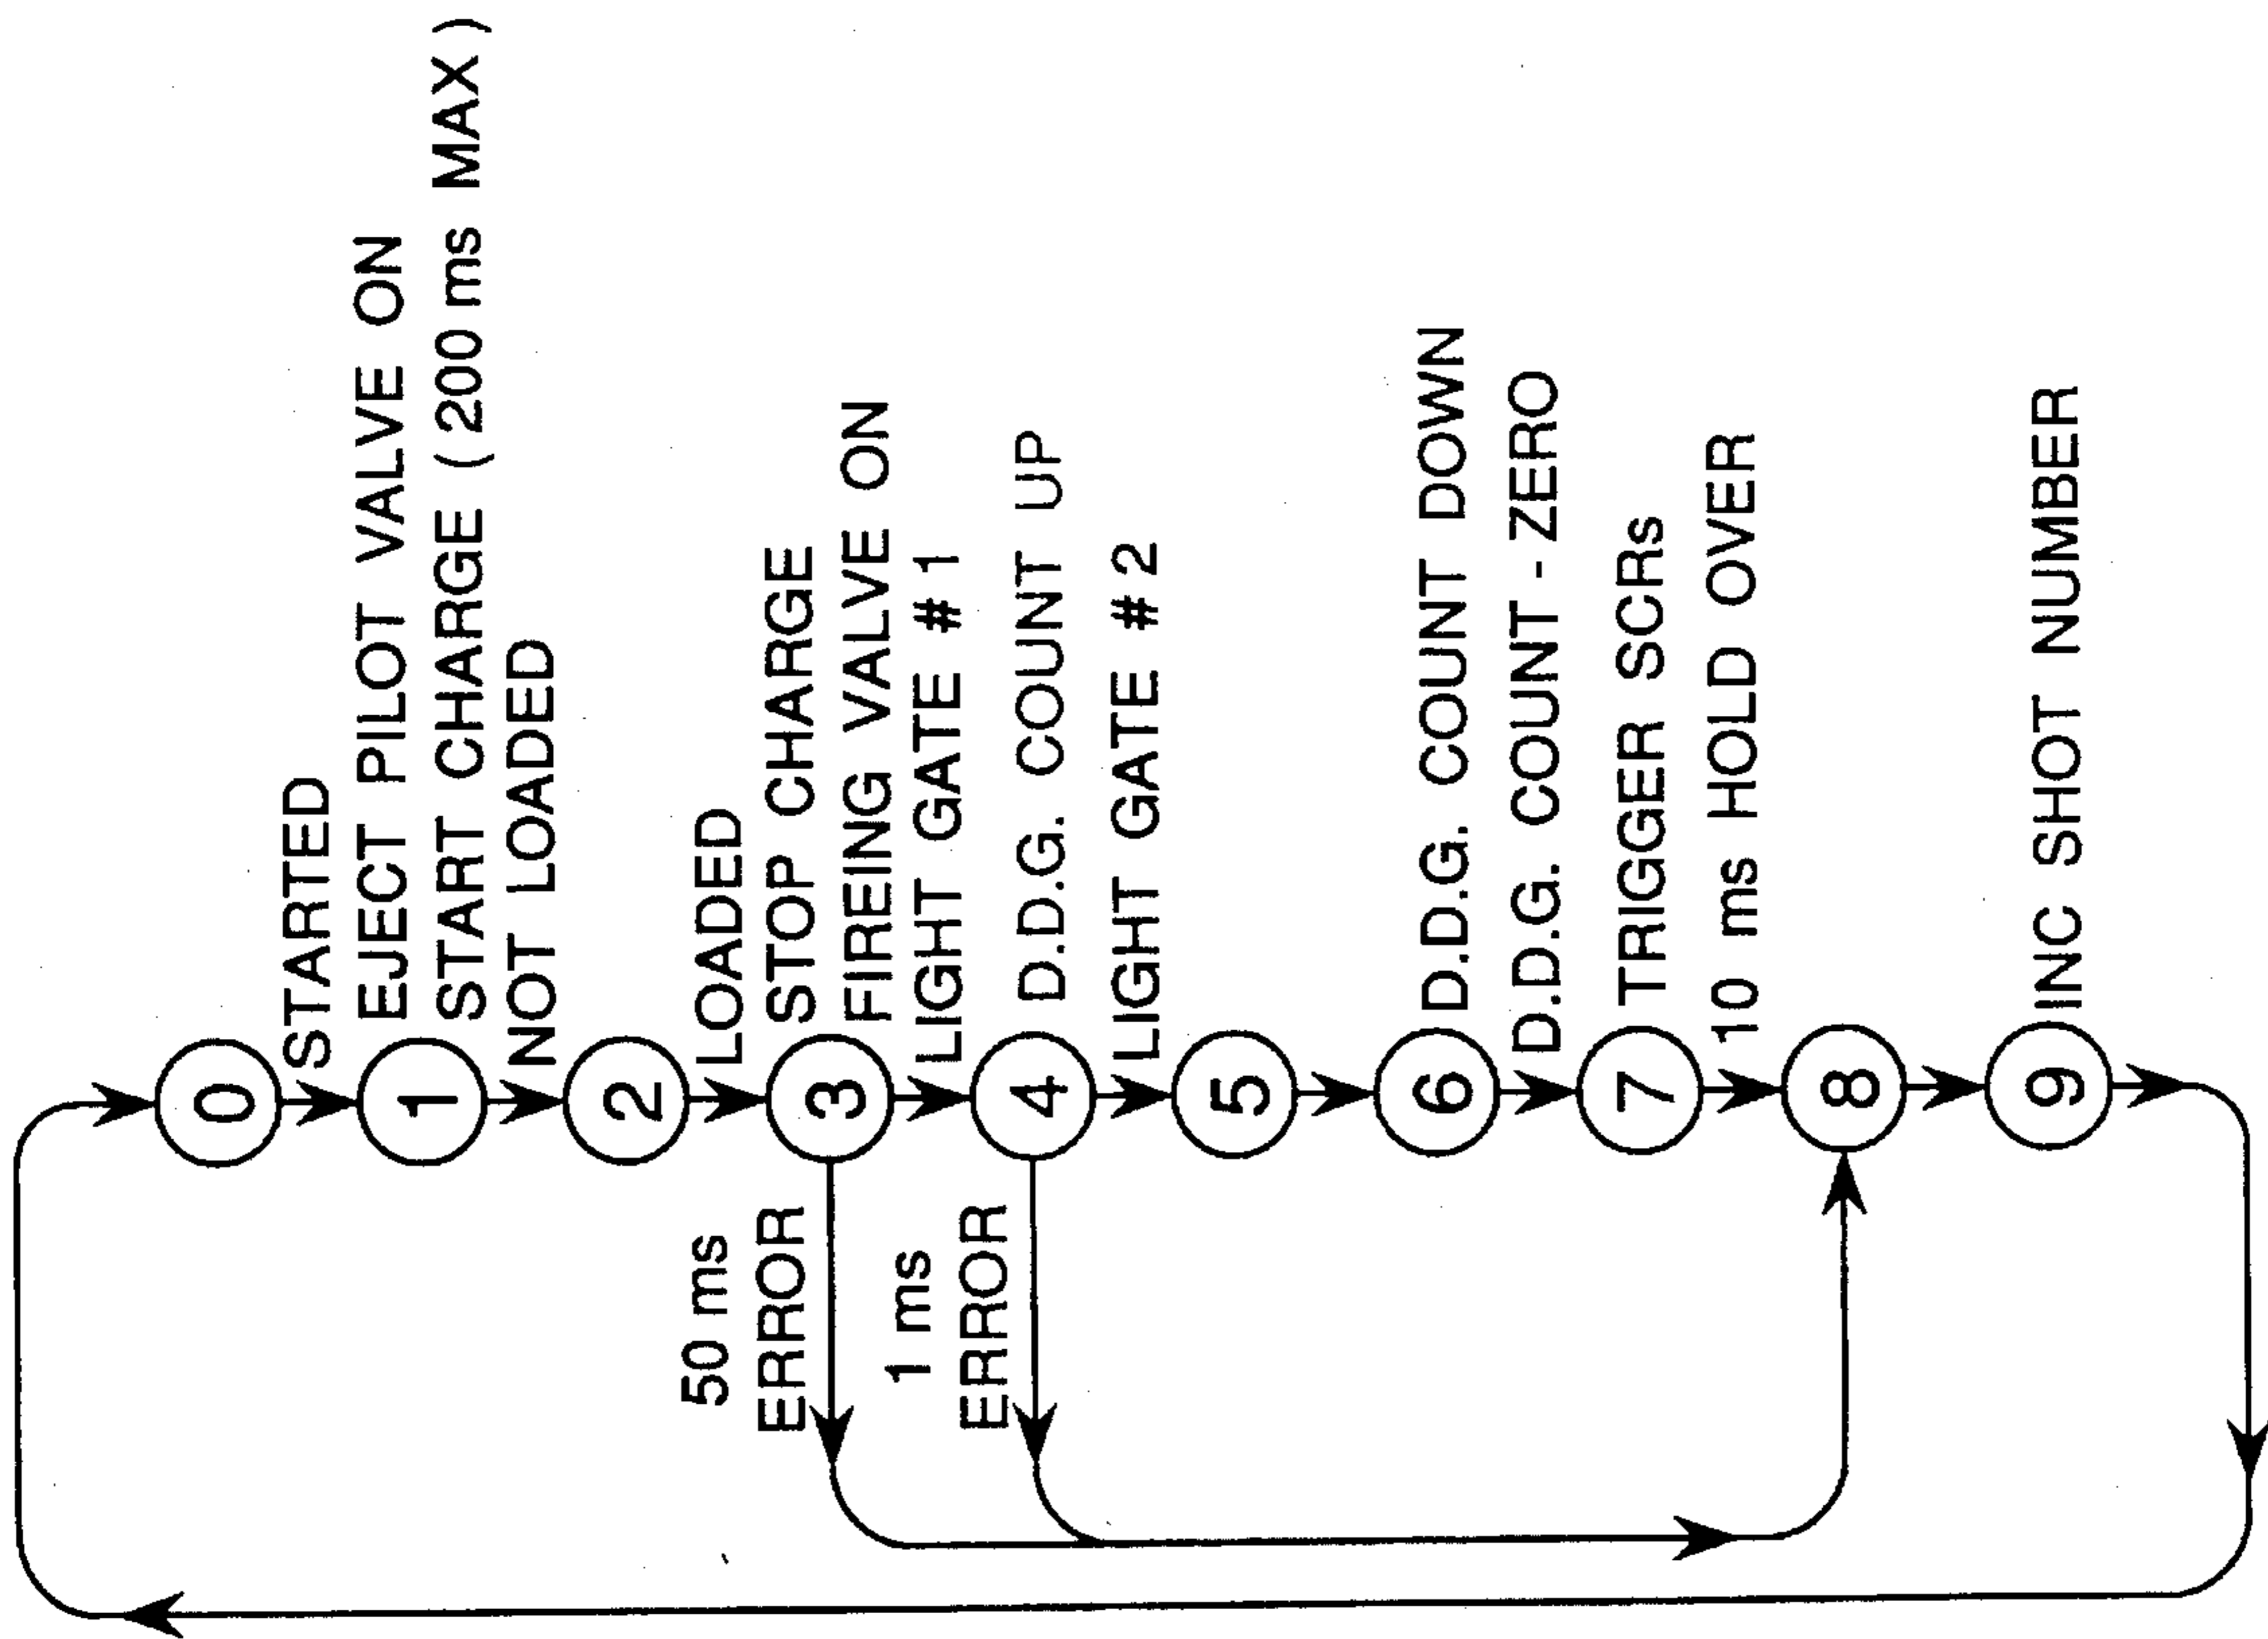 0
STARTED
1
EJECT PILOT VALVE ON
START CHARGE (200 ms MAX)
NOT LOADED
2
LOADED
3
STOP CHARGE
FIREING VALVE ON
50 ms
ERROR
LIGHT GATE #1
4
D.D.G. COUNT UP
1 ms
ERROR
LIGHT GATE #2
5
6
D.D.G. COUNT DOWN
D.D.G. COUNT-ZERO
7
TRIGGER SCRs
10 ms HOLD OVER
8
9
INC SHOT NUMBER